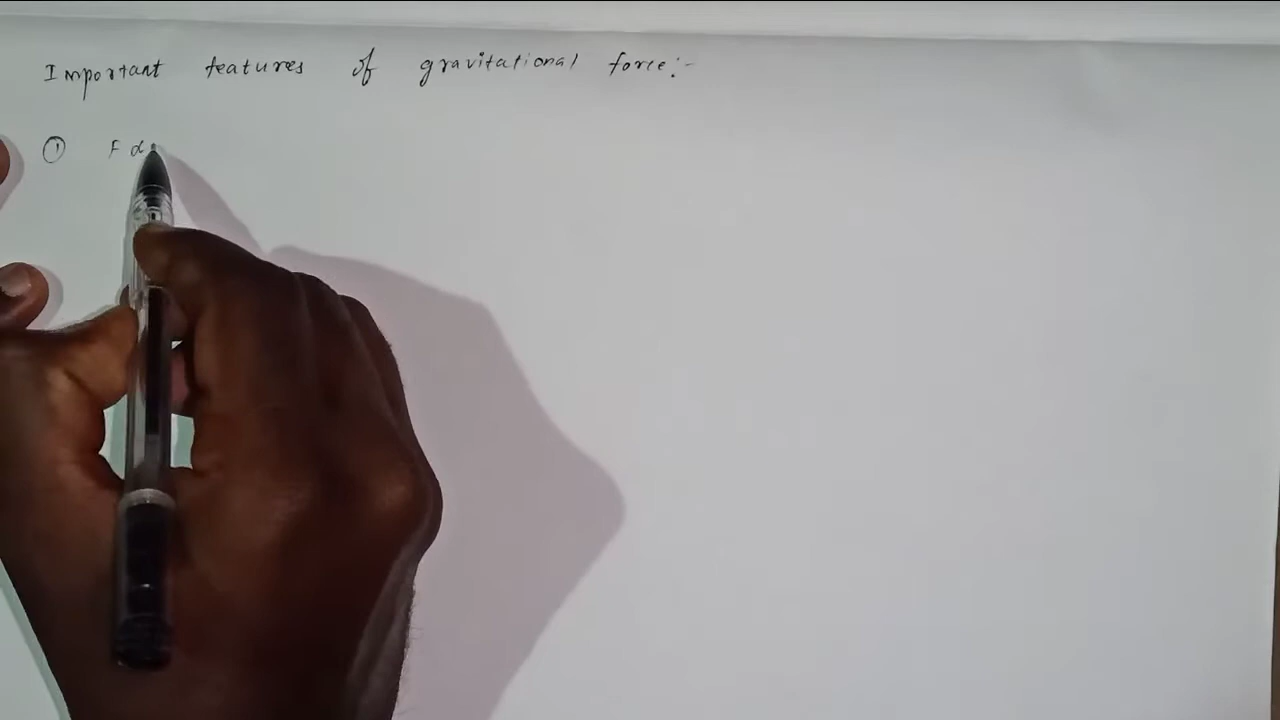 Important features of gravitational force:-
① F α